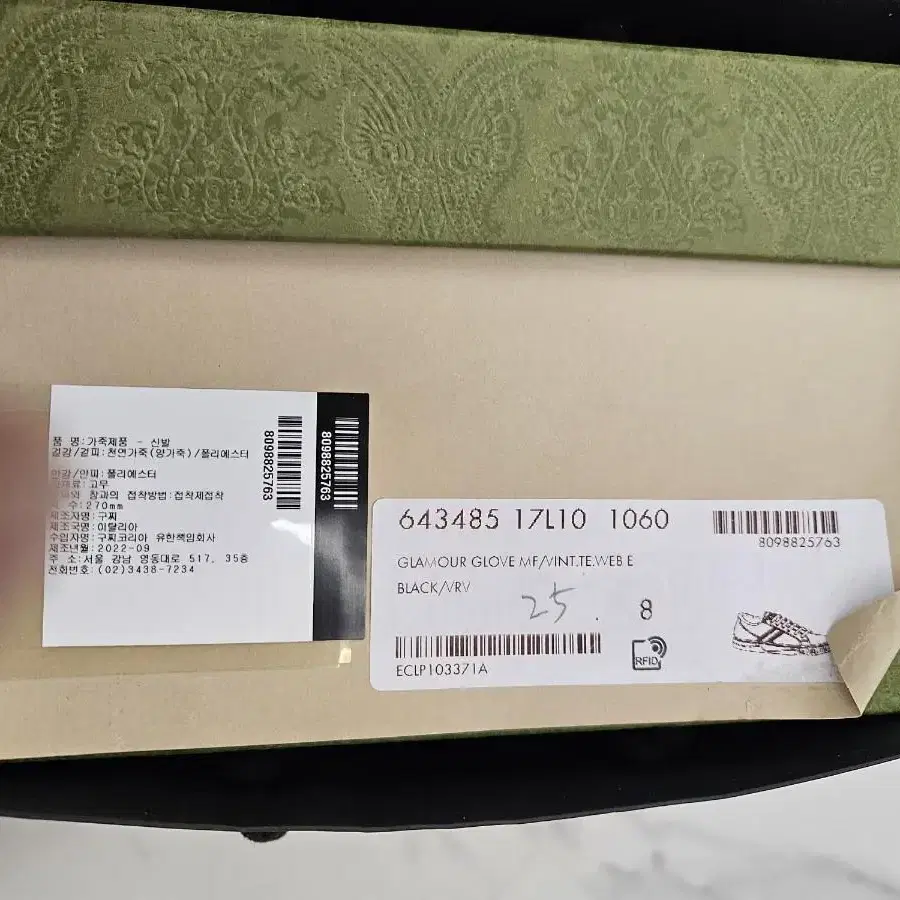 품 명:가죽제품 - 신발
겉감/겉피:천연가죽(양가죽)/폴리에스터
안감/안피:폴리에스터
재료:고무
창과의 접착방법:접착제접착
수:270mm
제조자명:구찌
제조국명:이탈리아
수입자명:구찌코리아 유한책임회사
제조년월:2022-09
주 소:서울 강남 영동대로 517, 35층
전화번호:(02)3438-7234
8098825763
8098825763
643485 17L10 1060
8098825763
GLAMOUR GLOVE MF/VINT.TE.WEB E
BLACK/VRV
25.
8
ECLP103371A
RFID